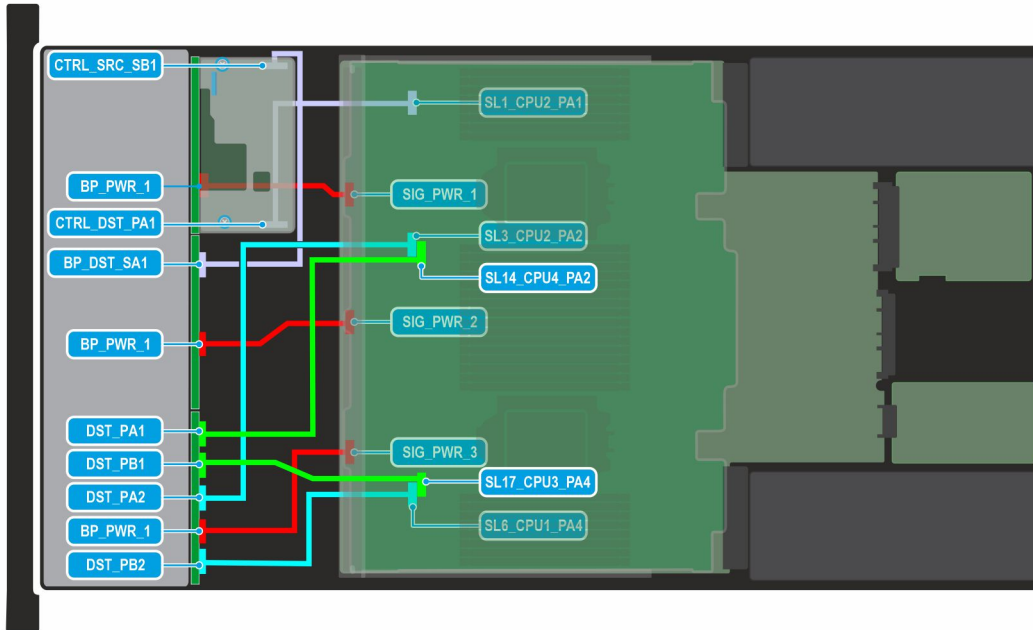 CTRL_SRC_SB1
BP_PWR_1
CTRL_DST_PA1
BP_DST_SA1
BP_PWR_1
DST_PA1
DST_PB1
DST_PA2
BP_PWR_1
DST_PB2
SL1_CPU2_PA1
SIG_PWR_1
SL3_CPU2_PA2
SL14_CPU4_PA2
SIG_PWR_2
SIG_PWR_3
SL17_CPU3_PA4
SL6_CPU1_PA4